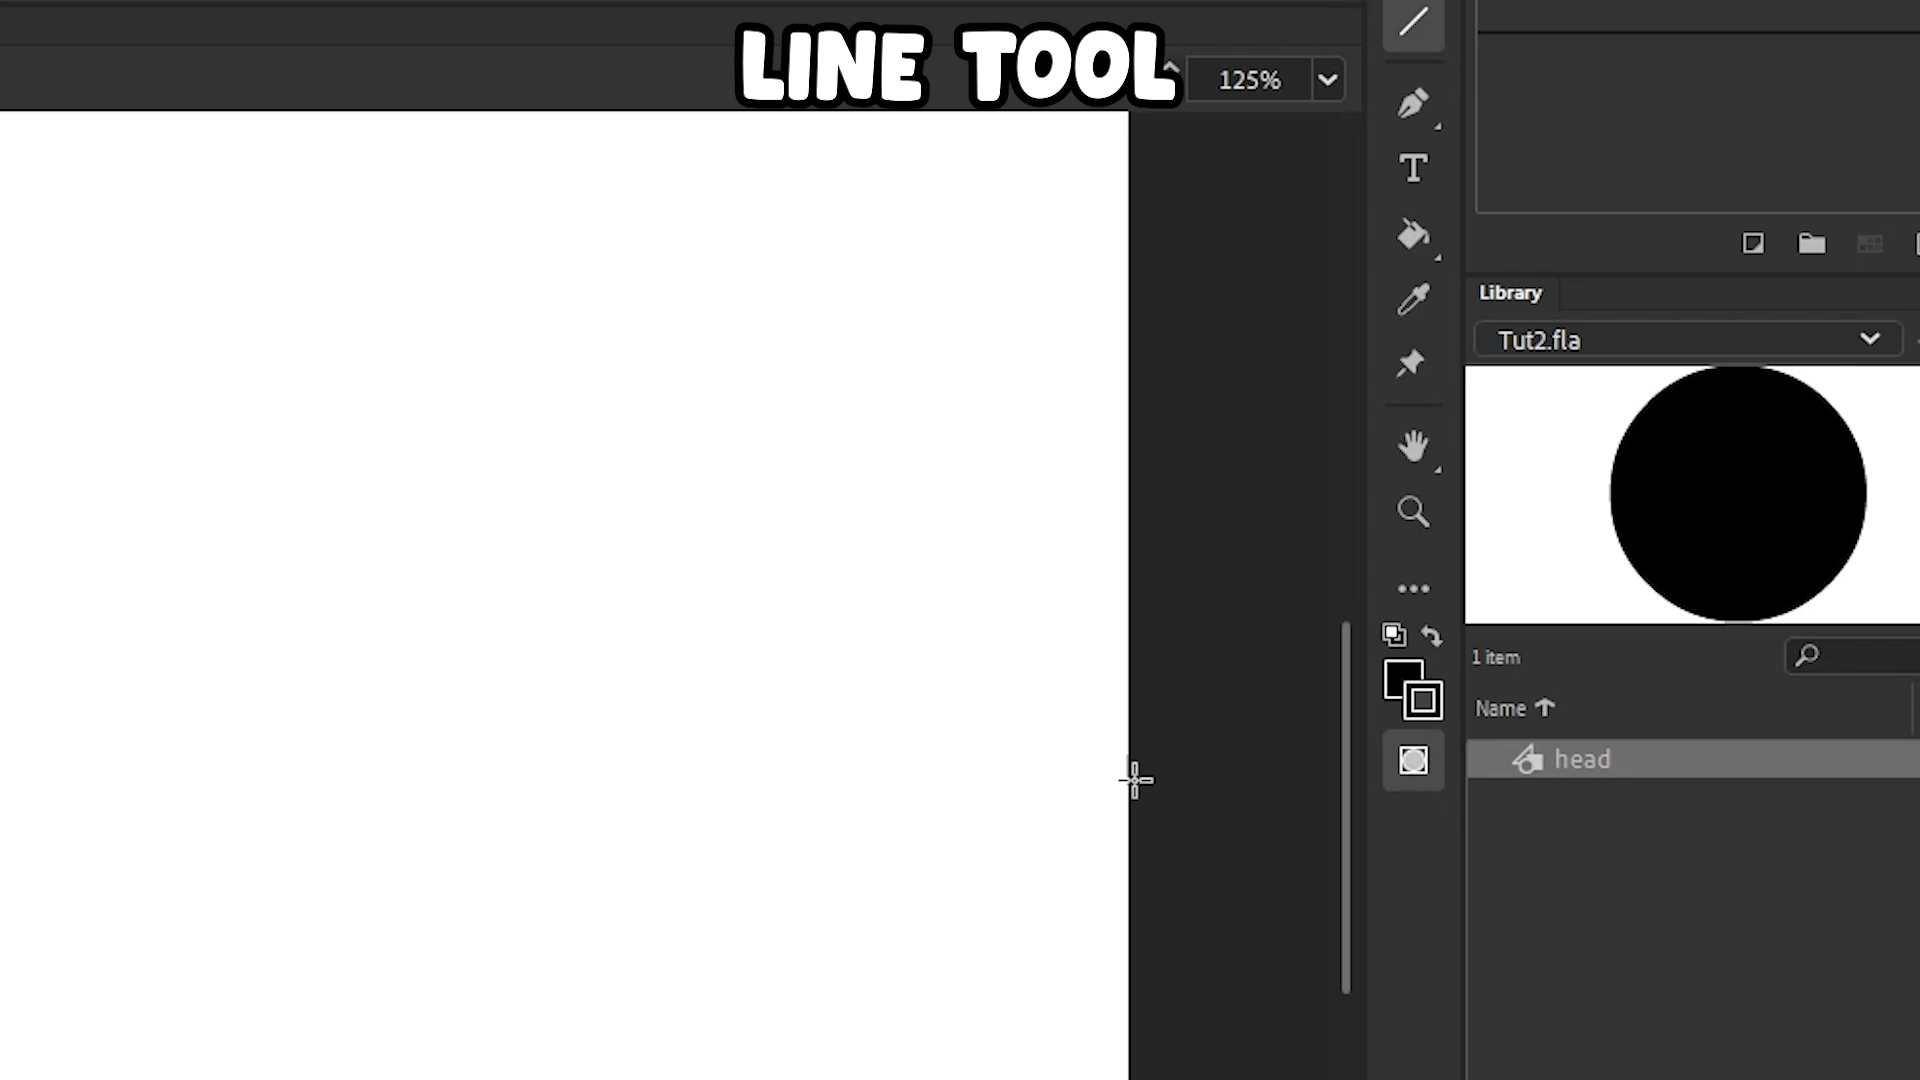 LINE TOOL
125%
Library
Tut2.fla
1 item
Name
head